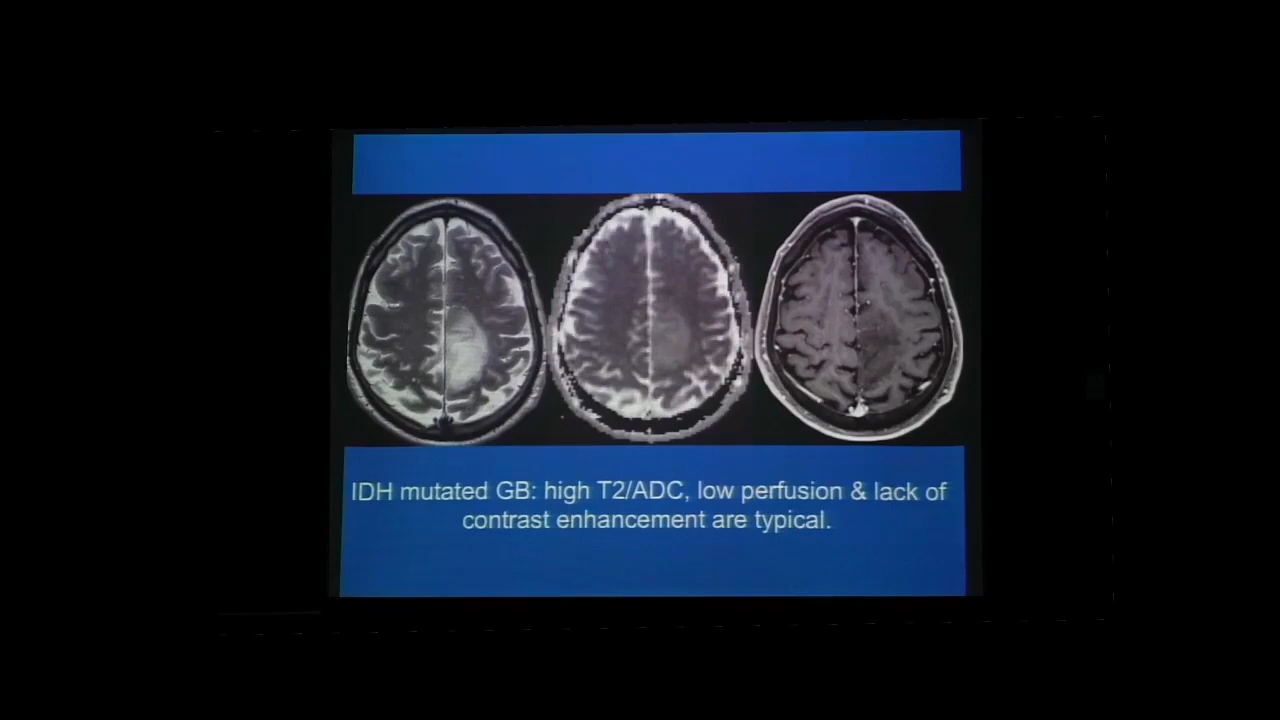 IDH mutated GB: high T2/ADC, low perfusion & lack of
contrast enhancement are typical.